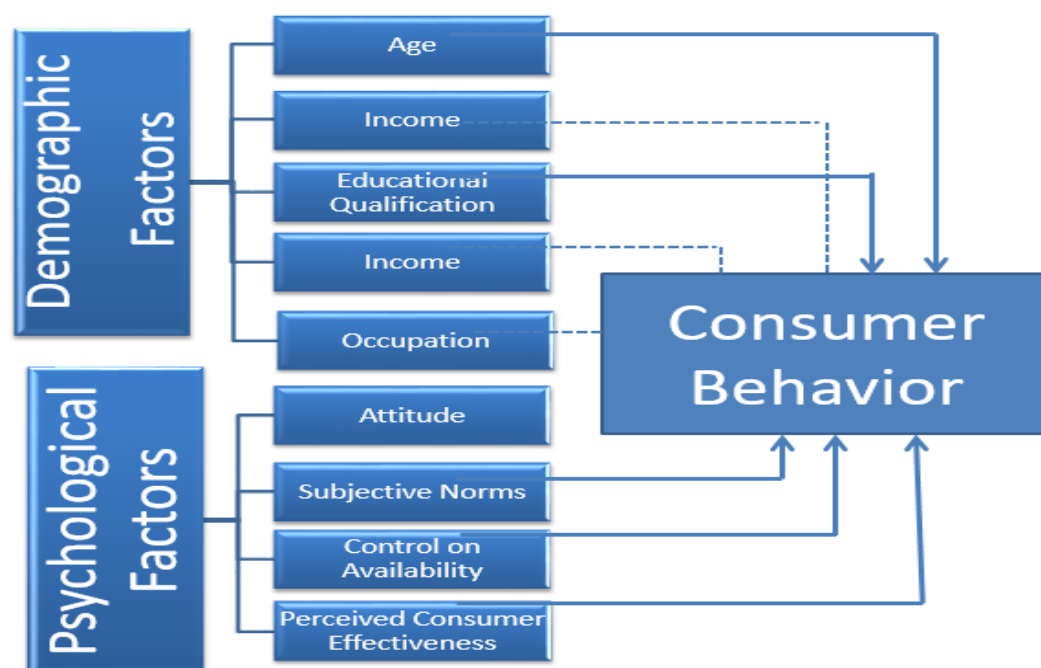 Demographic
Factors
Age
Income
Educational
Qualification
Income
Occupation
Psychological
Factors
Attitude
Subjective Norms
Control on
Availability
Perceived Consumer
Effectiveness
Consumer
Behavior